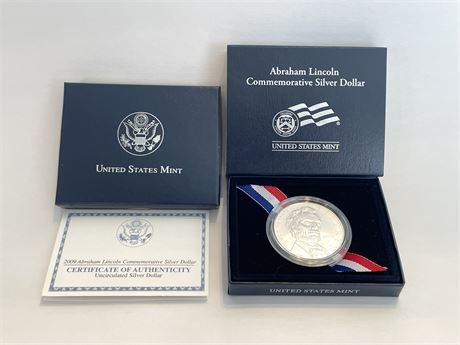 Abraham Lincoln
Commemorative Silver Dollar
UNITED STATES MINT
UNITED STATES MINT
2009 Abraham Lincoln Commemorative Silver Dollar
CERTIFICATE OF AUTHENTICITY
Uncirculated Silver Dollar
UNITED STATES MINT